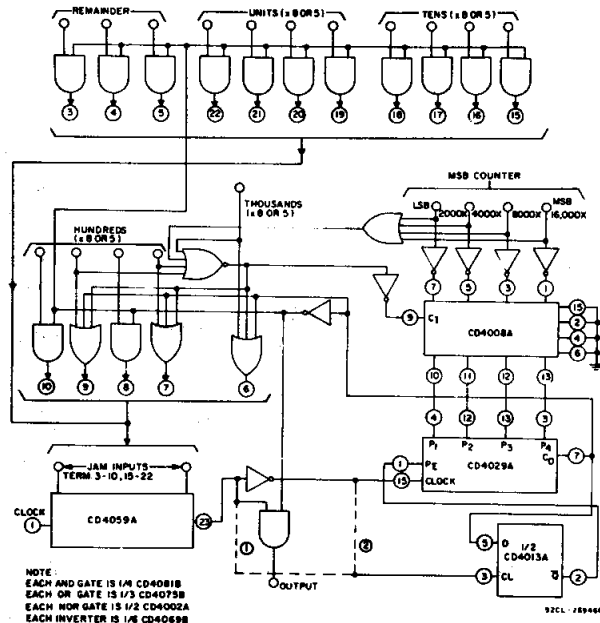 REMAINDER
UNITS (x 8 OR 5)
TENS (x 8 OR 5)
3
4
5
22
21
20
19
18
17
16
15
MSB COUNTER
THOUSANDS
(x 8 OR 5)
LSB
2000X
4000X
8000X
MSB
16,000X
HUNDREDS
(x 8 OR 5)
7
5
3
1
9
C1
CD4008A
15
2
4
6
10
9
8
7
6
10
11
12
13
4
12
13
3
P1
P2
P3
P4
CO
7
1
PE
15
CLOCK
CD4029A
JAM INPUTS
TERM. 3-10, 15-22
CLOCK
1
CD4059A
23
1
2
OUTPUT
5
D
1/2
CD4013A
3
CL
Q
2
NOTE:
EACH AND GATE IS 1/4 CD4081B
EACH OR GATE IS 1/3 CD4075B
EACH NOR GATE IS 1/2 CD4002A
EACH INVERTER IS 1/6 CD4069B